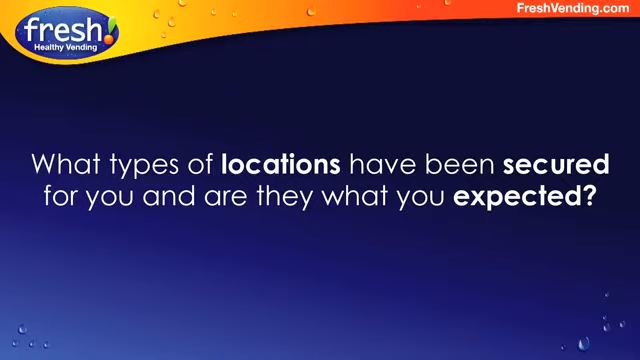 FreshVending.com
fresh!
Healthy Vending
What types of locations have been secured
for you and are they what you expected?